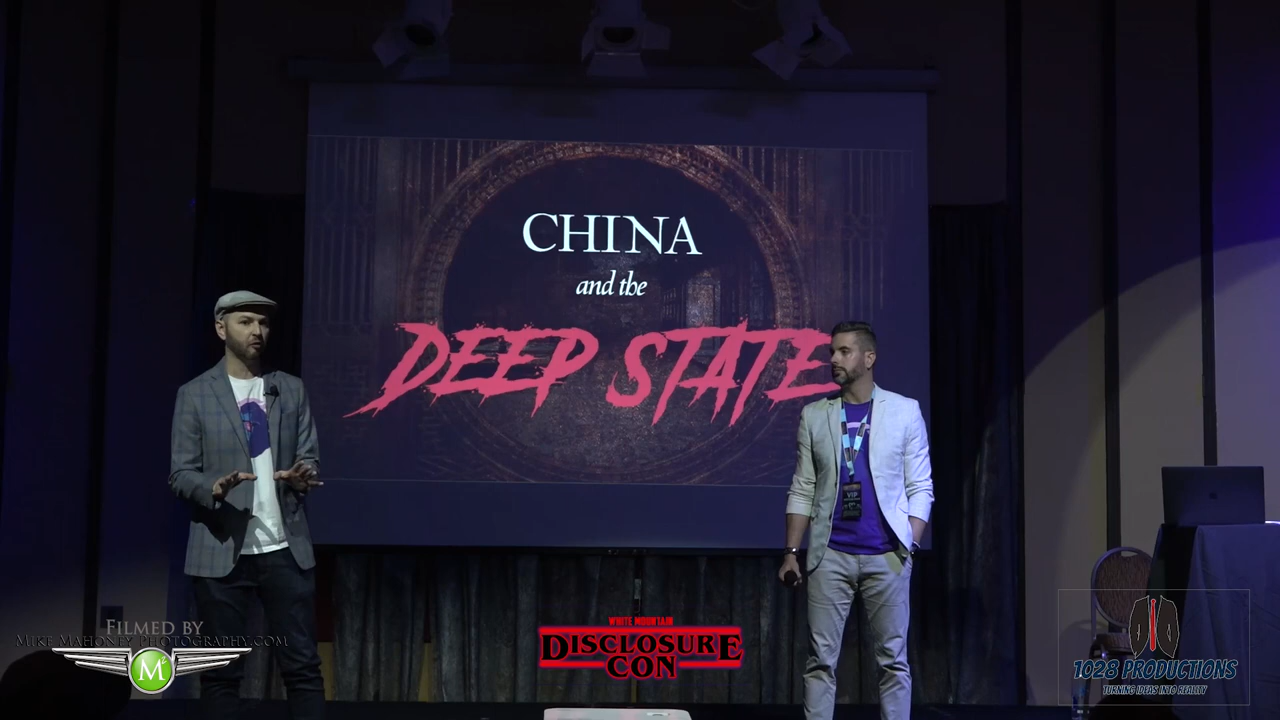 CHINA
and the
DEEP STATE
VIP
FILMED BY
MIKE MAHONEY PHOTOGRAPHY.COM
M
WHITE MOUNTAIN
DISCLOSURE
CON
1028 PRODUCTIONS
TURNING IDEAS INTO REALITY